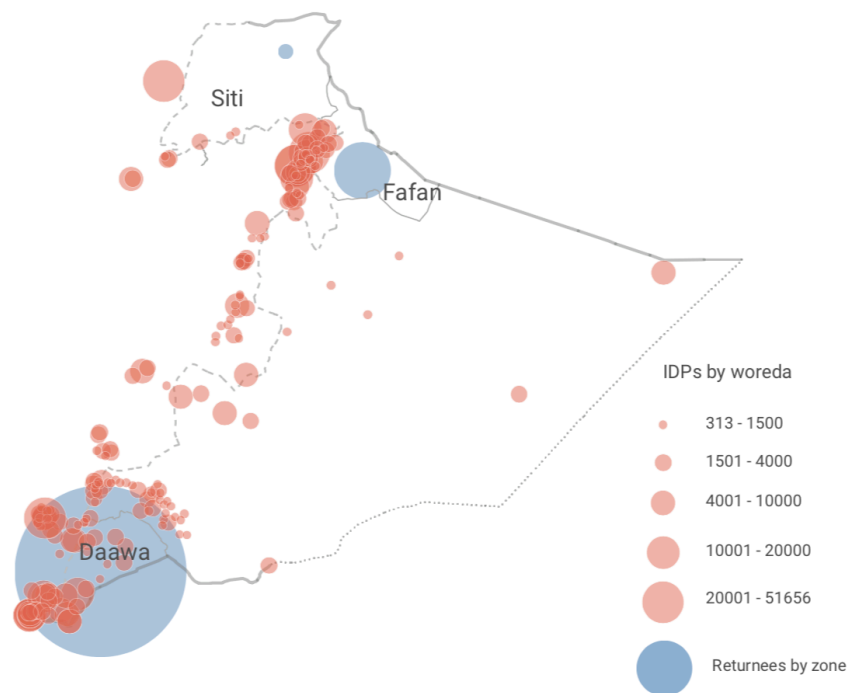 Siti
Fafan
IDPs by woreda
313 - 1500
1501 - 4000
4001 - 10000
Daawa
10001 - 20000
20001 - 51656
Returnees by zone